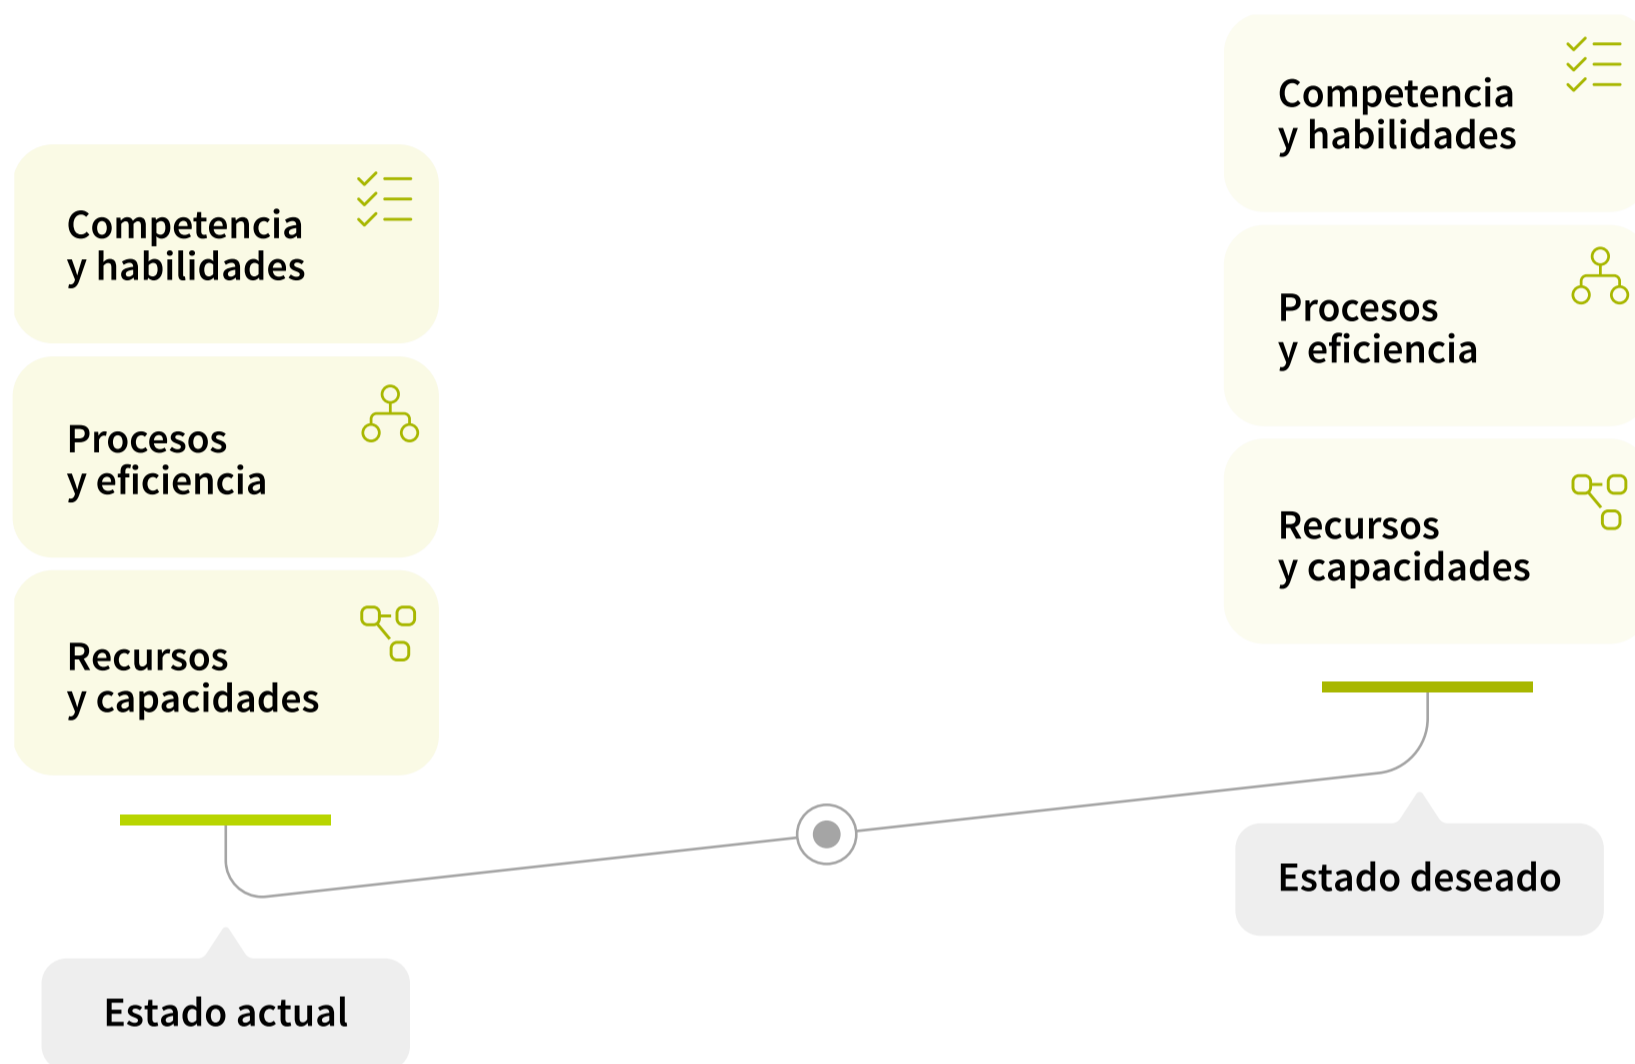 Competencia
y habilidades
Procesos
y eficiencia
Recursos
y capacidades
Estado actual
Competencia
y habilidades
Procesos
y eficiencia
Recursos
y capacidades
Estado deseado